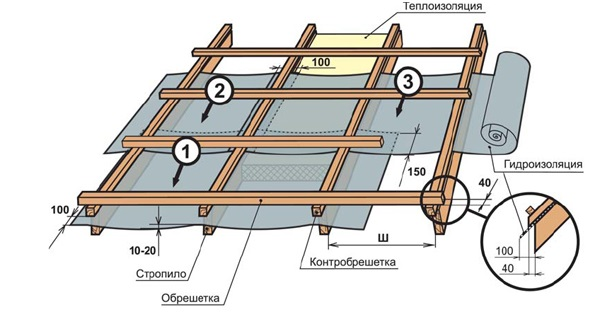 Теплоизоляция
100
3
2
1
150
Гидроизоляция
40
100
10-20
Ш
100
40
Контробрешетка
Стропило
Обрешетка